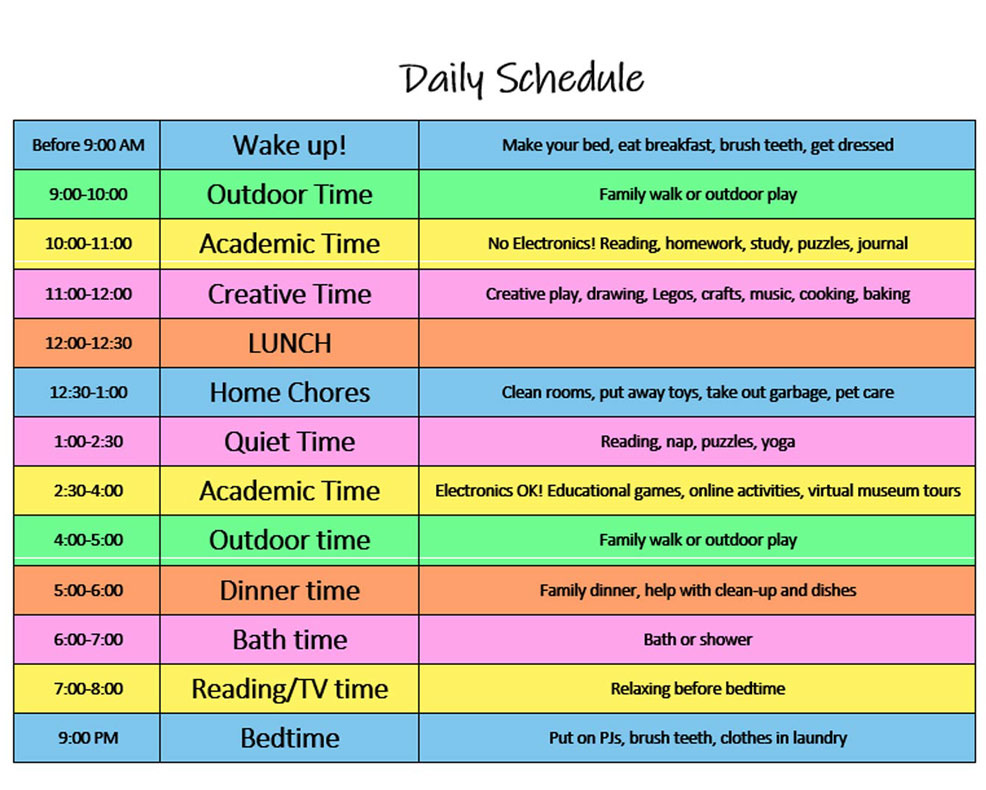 Daily Schedule
Before 9:00 AM Wake up! Make your bed, eat breakfast, brush teeth, get dressed
9:00-10:00 Outdoor Time Family walk or outdoor play
10:00-11:00 Academic Time No Electronics! Reading, homework, study, puzzles, journal
11:00-12:00 Creative Time Creative play, drawing, Legos, crafts, music, cooking, baking
12:00-12:30 LUNCH
12:30-1:00 Home Chores Clean rooms, put away toys, take out garbage, pet care
1:00-2:30 Quiet Time Reading, nap, puzzles, yoga
2:30-4:00 Academic Time Electronics OK! Educational games, online activities, virtual museum tours
4:00-5:00 Outdoor time Family walk or outdoor play
5:00-6:00 Dinner time Family dinner, help with clean-up and dishes
6:00-7:00 Bath time Bath or shower
7:00-8:00 Reading/TV time Relaxing before bedtime
9:00 PM Bedtime Put on PJs, brush teeth, clothes in laundry